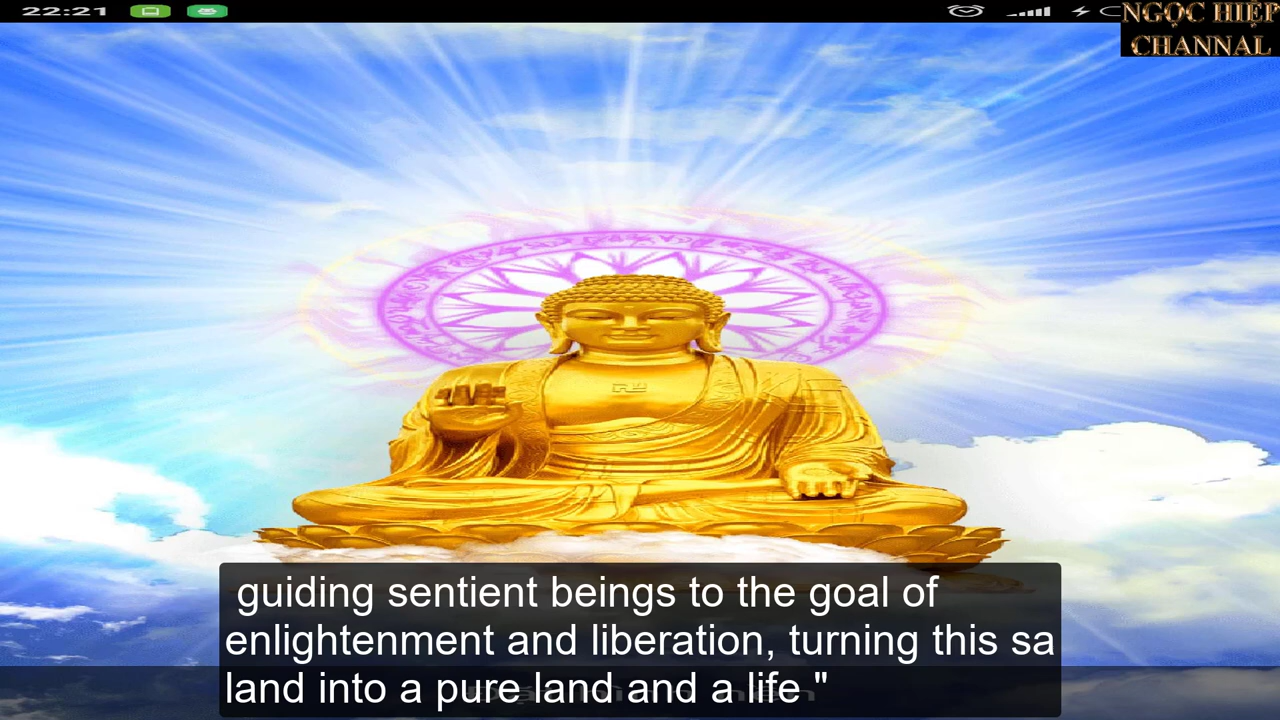 22:21
NGỌC HIỆP
CHANNAL
guiding sentient beings to the goal of
enlightenment and liberation, turning this sa
land into a pure land and a life "